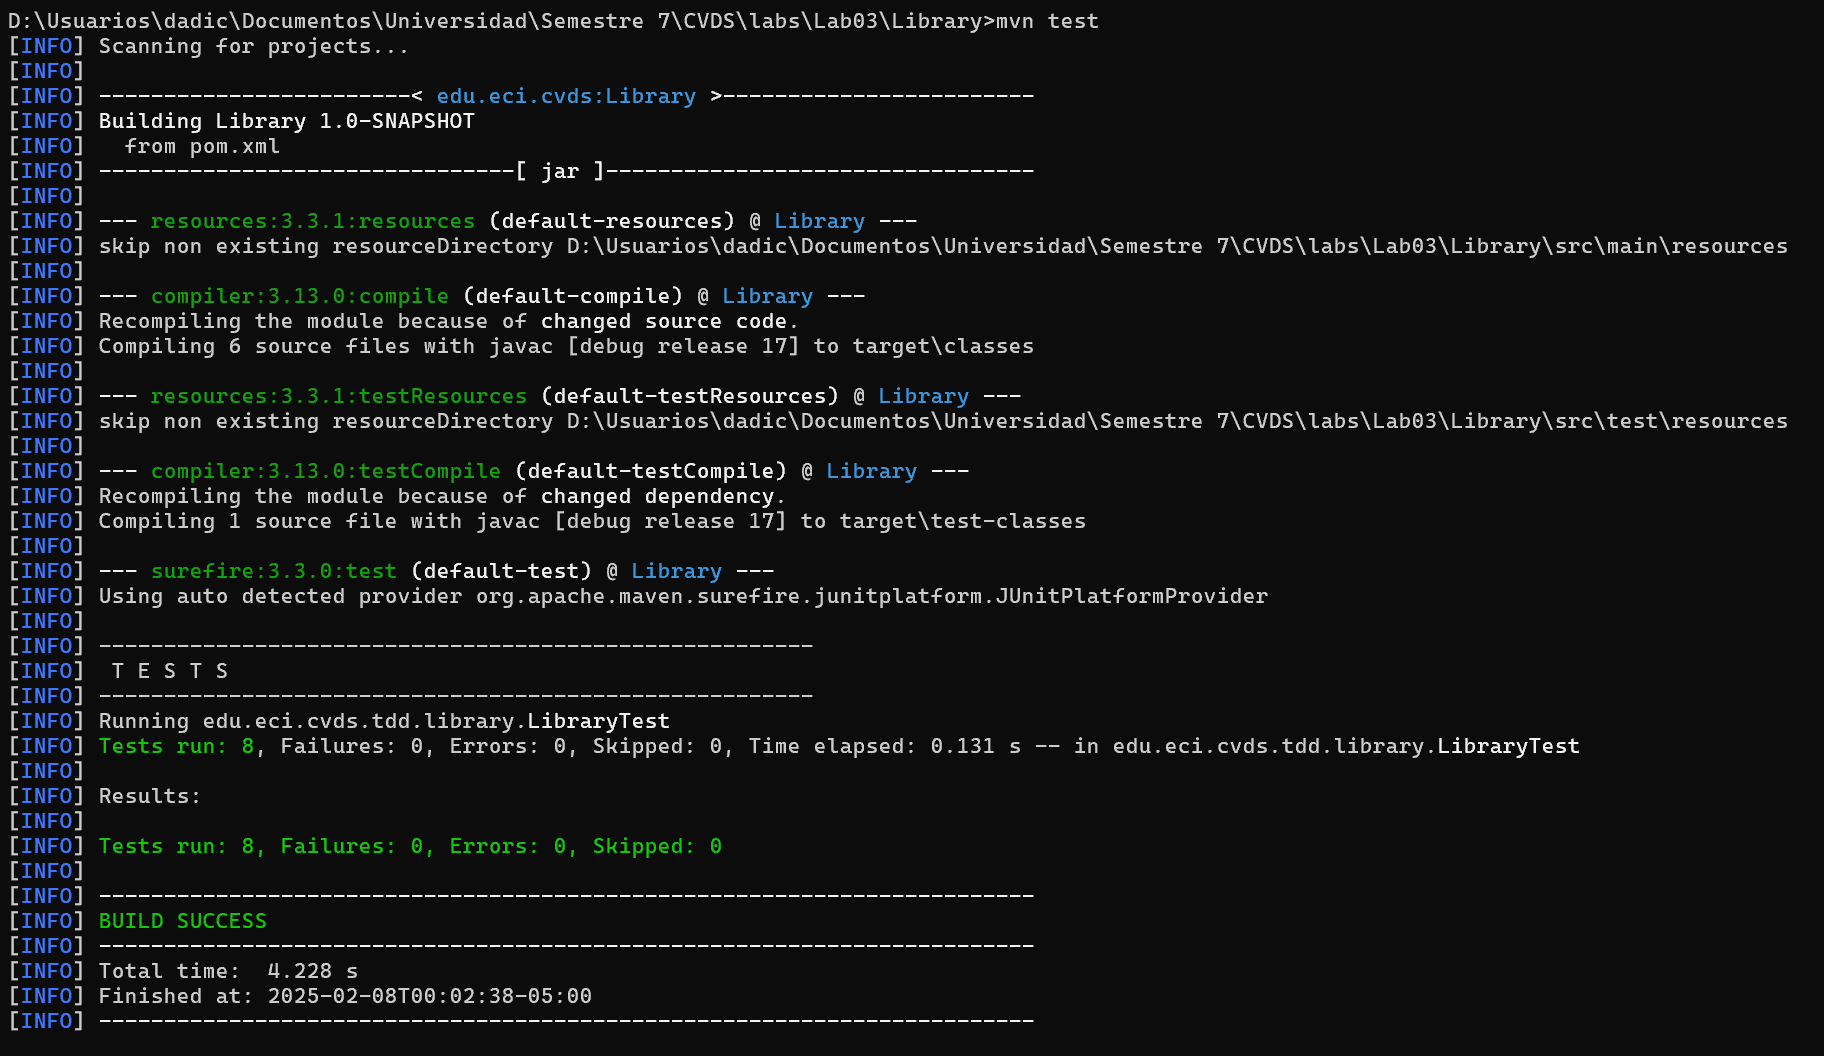 D:\Usuarios\dadic\Documentos\Universidad\Semestre 7\CVDS\labs\Lab03\Library>mvn test
[INFO] Scanning for projects...
[INFO]
[INFO] ------------------------< edu.eci.cvds:Library >------------------------
[INFO] Building Library 1.0-SNAPSHOT
[INFO]   from pom.xml
[INFO] --------------------------------[ jar ]---------------------------------
[INFO]
[INFO] --- resources:3.3.1:resources (default-resources) @ Library ---
[INFO] skip non existing resourceDirectory D:\Usuarios\dadic\Documentos\Universidad\Semestre 7\CVDS\labs\Lab03\Library\src\main\resources
[INFO]
[INFO] --- compiler:3.13.0:compile (default-compile) @ Library ---
[INFO] Recompiling the module because of changed source code.
[INFO] Compiling 6 source files with javac [debug release 17] to target\classes
[INFO]
[INFO] --- resources:3.3.1:testResources (default-testResources) @ Library ---
[INFO] skip non existing resourceDirectory D:\Usuarios\dadic\Documentos\Universidad\Semestre 7\CVDS\labs\Lab03\Library\src\test\resources
[INFO]
[INFO] --- compiler:3.13.0:testCompile (default-testCompile) @ Library ---
[INFO] Recompiling the module because of changed dependency.
[INFO] Compiling 1 source file with javac [debug release 17] to target\test-classes
[INFO]
[INFO] --- surefire:3.3.0:test (default-test) @ Library ---
[INFO] Using auto detected provider org.apache.maven.surefire.junitplatform.JUnitPlatformProvider
[INFO]
[INFO] -------------------------------------------------------
[INFO]  T E S T S
[INFO] -------------------------------------------------------
[INFO] Running edu.eci.cvds.tdd.library.LibraryTest
[INFO] Tests run: 8, Failures: 0, Errors: 0, Skipped: 0, Time elapsed: 0.131 s -- in edu.eci.cvds.tdd.library.LibraryTest
[INFO]
[INFO] Results:
[INFO]
[INFO] Tests run: 8, Failures: 0, Errors: 0, Skipped: 0
[INFO]
[INFO] ------------------------------------------------------------------------
[INFO] BUILD SUCCESS
[INFO] ------------------------------------------------------------------------
[INFO] Total time:  4.228 s
[INFO] Finished at: 2025-02-08T00:02:38-05:00
[INFO] ------------------------------------------------------------------------